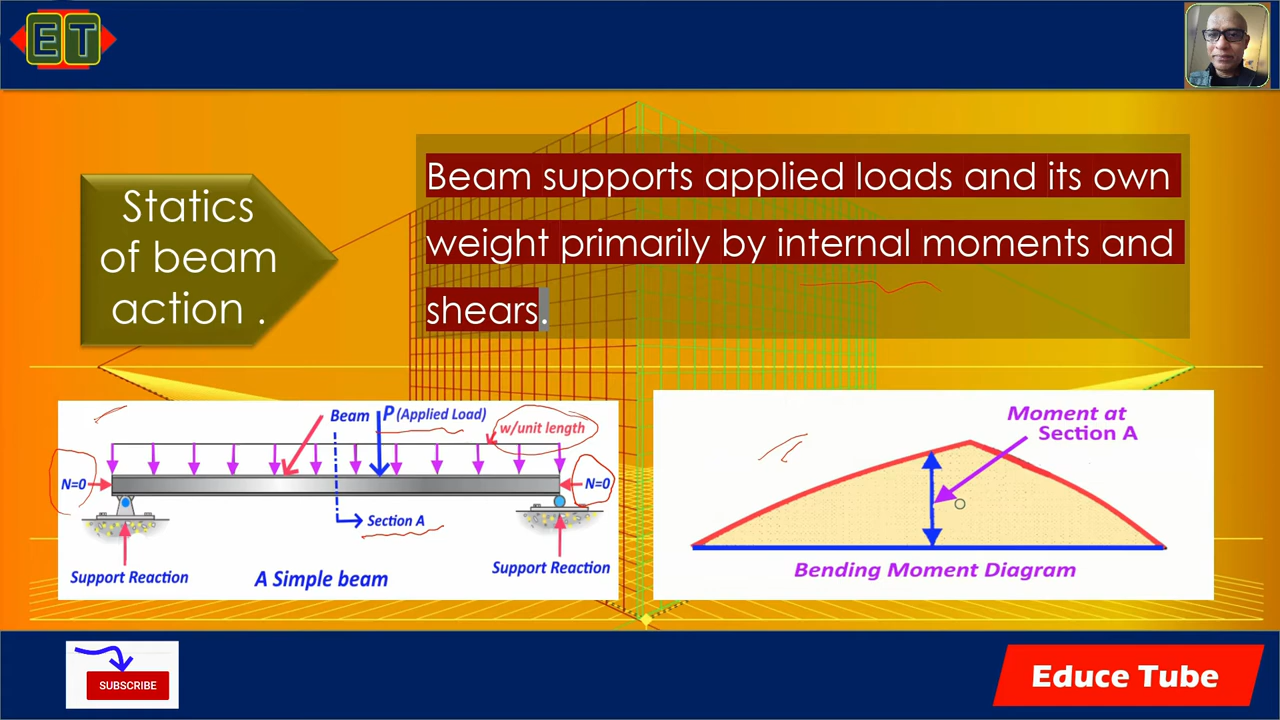 ET
Statics
of beam
action .
Beam supports applied loads and its own
weight primarily by internal moments and
shears.
Beam
P (Applied Load)
w/unit length
N=0
N=0
Section A
Support Reaction
A Simple beam
Support Reaction
Moment at
Section A
Bending Moment Diagram
SUBSCRIBE
Educe Tube